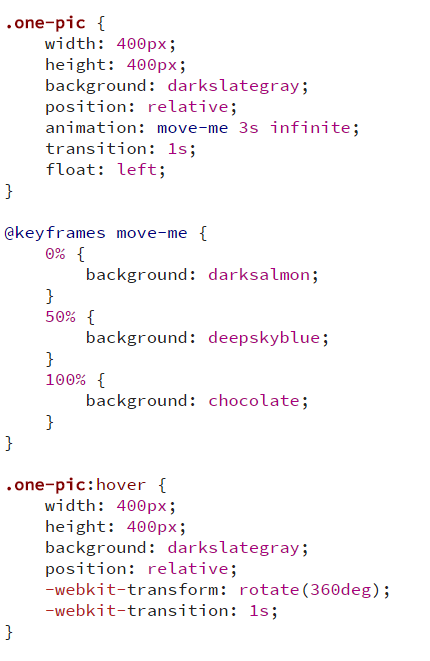 .one-pic {
    width: 400px;
    height: 400px;
    background: darkslategray;
    position: relative;
    animation: move-me 3s infinite;
    transition: 1s;
    float: left;
}

@keyframes move-me {
    0% {
        background: darksalmon;
    }
    50% {
        background: deepskyblue;
    }
    100% {
        background: chocolate;
    }
}

.one-pic:hover {
    width: 400px;
    height: 400px;
    background: darkslategray;
    position: relative;
    -webkit-transform: rotate(360deg);
    -webkit-transition: 1s;
}